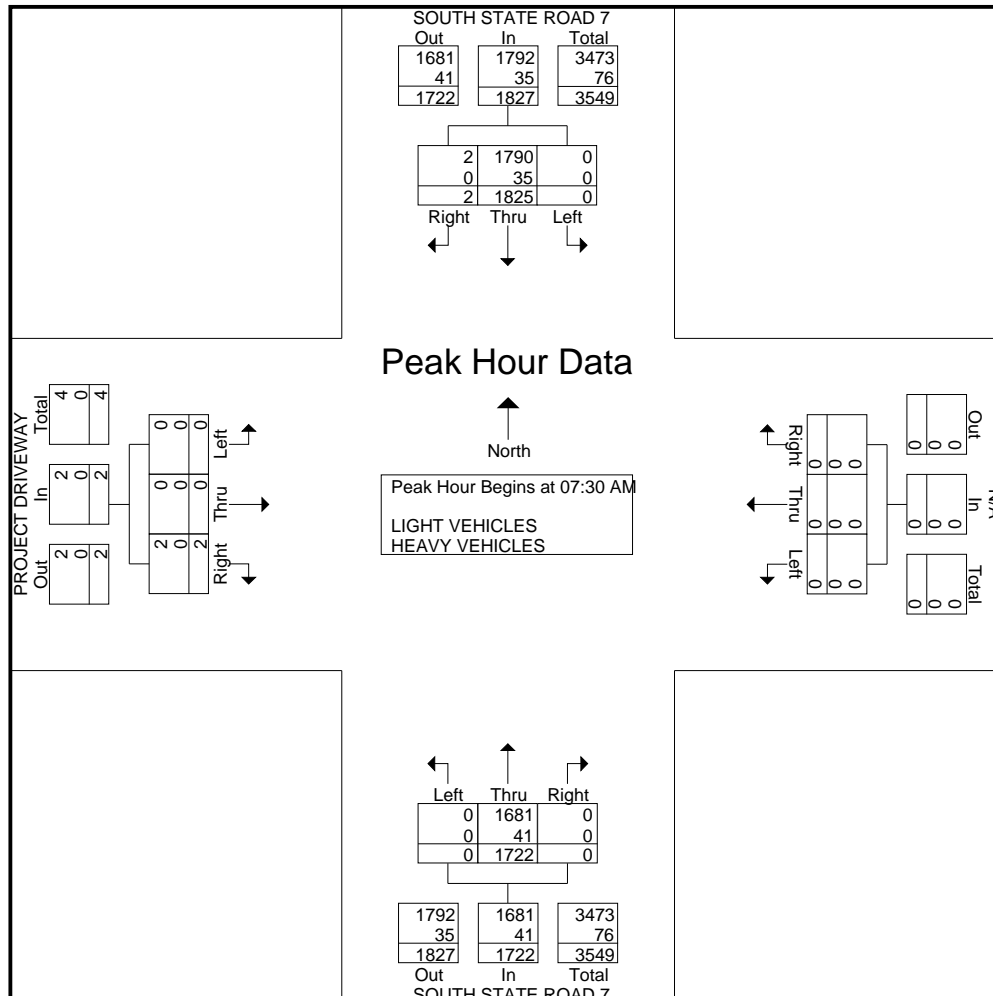 SOUTH STATE ROAD 7
Out In Total
1681 1792 3473
41 35 76
1722 1827 3549
2 1790 0
0 35 0
2 1825 0
Right Thru Left
Peak Hour Data
North
Peak Hour Begins at 07:30 AM
LIGHT VEHICLES
HEAVY VEHICLES
PROJECT DRIVEWAY
Out In Total
2 2 4
0 0 0
2 2 4
Right Thru Left
2 0 0
0 0 0
2 0 0
N/A
Out In Total
0 0 0
0 0 0
0 0 0
Right Thru Left
0 0 0
0 0 0
0 0 0
Left Thru Right
0 1681 0
0 41 0
0 1722 0
1792 1681 3473
35 41 76
1827 1722 3549
Out In Total
SOUTH STATE ROAD 7